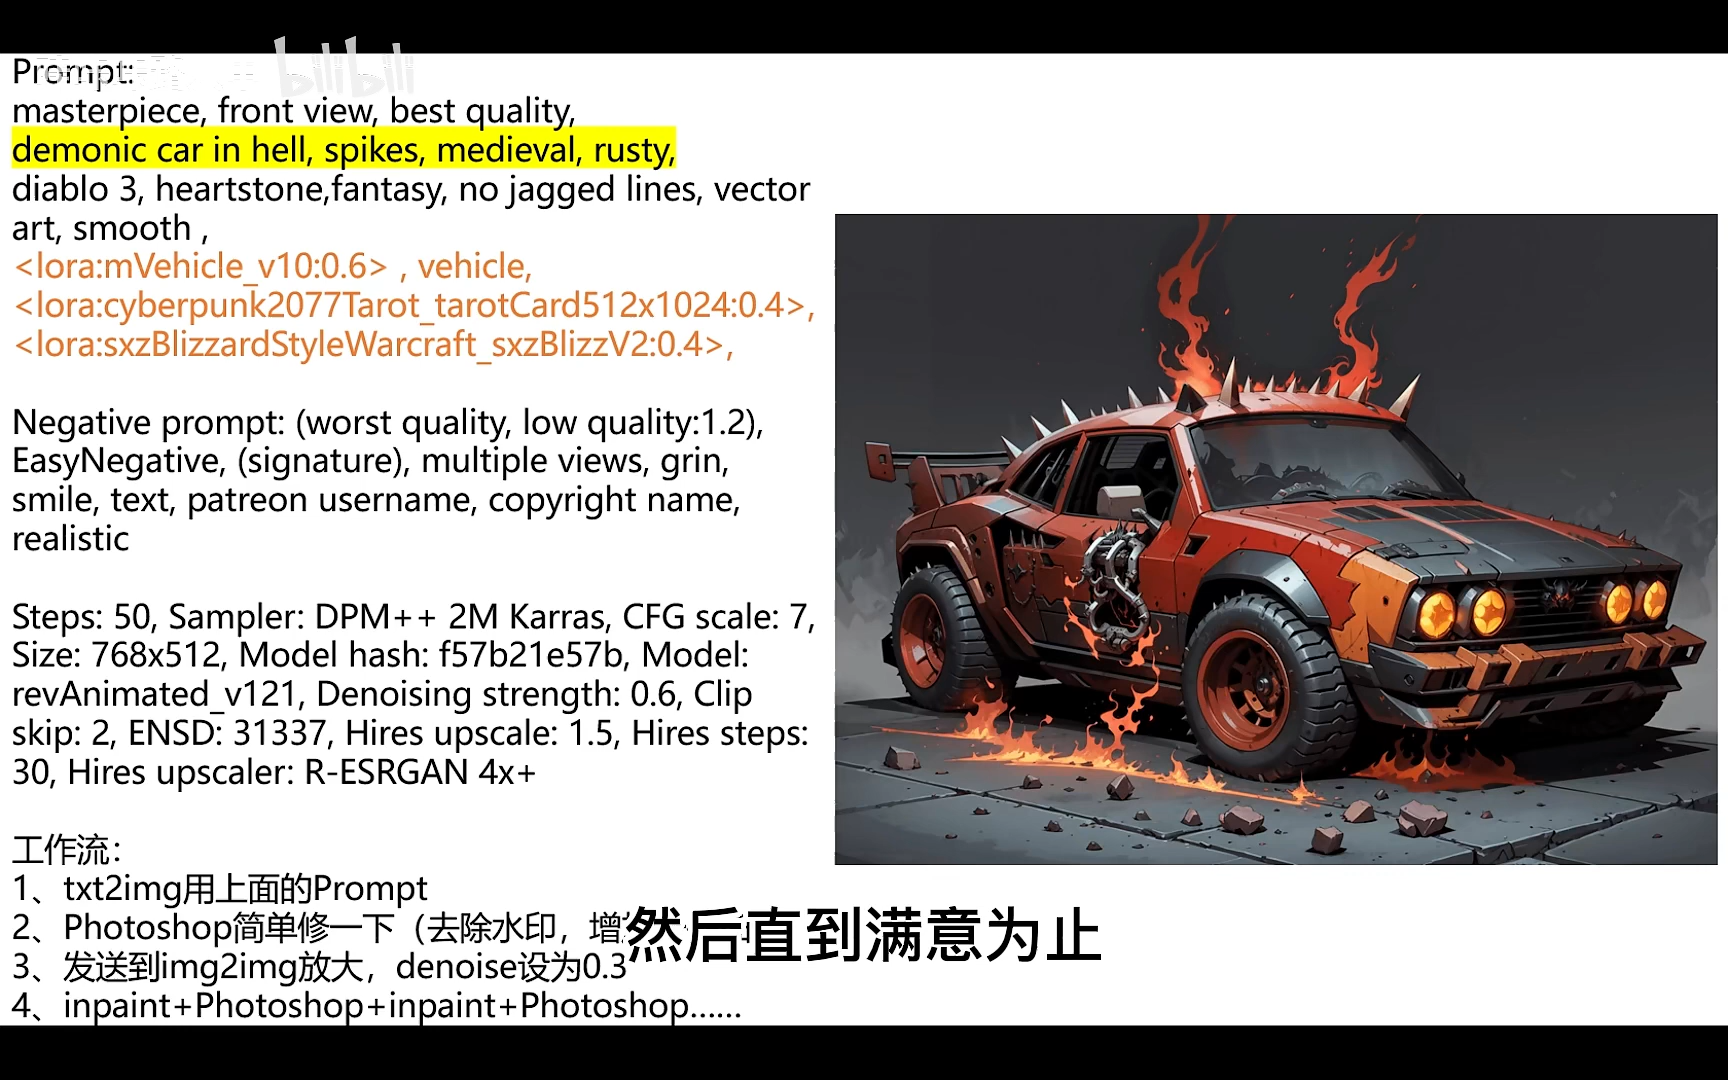 Prompt:
bilibili
masterpiece, front view, best quality,
demonic car in hell, spikes, medieval, rusty,
diablo 3, heartstone,fantasy, no jagged lines, vector
art, smooth ,
<lora:mVehicle_v10:0.6> , vehicle,
<lora:cyberpunk2077Tarot_tarotCard512x1024:0.4>,
<lora:sxzBlizzardStyleWarcraft_sxzBlizzV2:0.4>,
Negative prompt: (worst quality, low quality:1.2),
EasyNegative, (signature), multiple views, grin,
smile, text, patreon username, copyright name,
realistic
Steps: 50, Sampler: DPM++ 2M Karras, CFG scale: 7,
Size: 768x512, Model hash: f57b21e57b, Model:
revAnimated_v121, Denoising strength: 0.6, Clip
skip: 2, ENSD: 31337, Hires upscale: 1.5, Hires steps:
30, Hires upscaler: R-ESRGAN 4x+
工作流：
1、txt2img用上面的Prompt
2、Photoshop简单修一下（去除水印，增
然后直到满意为止
3、发送到img2img放大，denoise设为0.3
4、inpaint+Photoshop+inpaint+Photoshop......